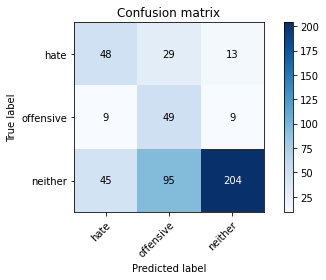 Confusion matrix
hate 48 29 13
offensive 9 49 9
neither 45 95 204
hate offensive neither
True label
Predicted label
200
175
150
125
100
75
50
25